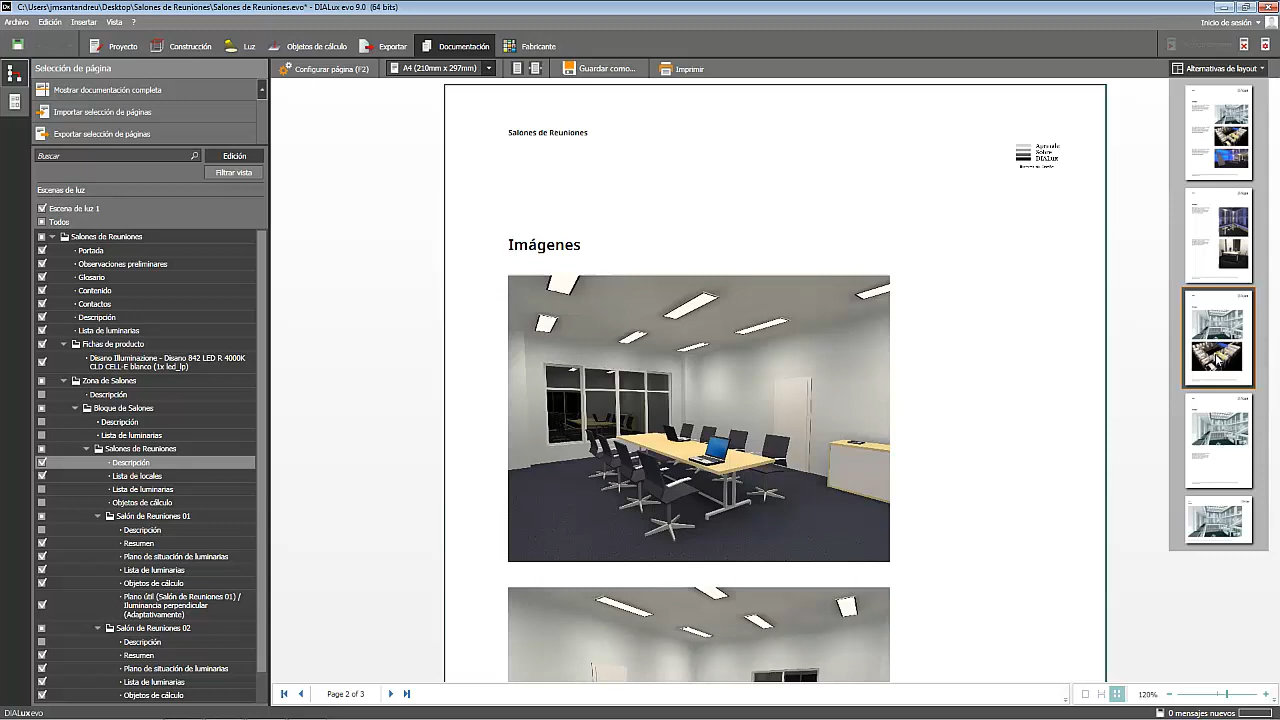 C:\Users\jmsantandreu\Desktop\Salones de Reuniones\Salones de Reuniones.evo* - DIALux evo 9.0 (64 bits)
Archivo Edición Insertar Vista ?
Inicio de sesión
Proyecto Construcción Luz Objetos de cálculo Exportar Documentación Fabricante
Selección de página
Configurar página (F2) A4 (210mm x 297mm) Guardar como... Imprimir
Alternativas de layout
Mostrar documentación completa
Importar selección de páginas
Exportar selección de páginas
Buscar
Edición
Filtrar vista
Escenas de luz
Escena de luz 1
Todos
Salones de Reuniones
Portada
Observaciones preliminares
Glosario
Contenido
Contactos
Descripción
Lista de luminarias
Fichas de producto
Disano Illuminazione - Disano 842 LED R 4000K
CLD CELL-E blanco (1x led_lp)
Zona de Salones
Descripción
Bloque de Salones
Descripción
Lista de luminarias
Salones de Reuniones
Descripción
Lista de locales
Lista de luminarias
Objetos de cálculo
Salón de Reuniones 01
Descripción
Resumen
Plano de situación de luminarias
Lista de luminarias
Objetos de cálculo
Plano útil (Salón de Reuniones 01) /
Iluminancia perpendicular
(Adaptativamente)
Salón de Reuniones 02
Descripción
Resumen
Plano de situación de luminarias
Lista de luminarias
Objetos de cálculo
Salones de Reuniones
Aprende
Sobre
DIALux
Imágenes
Page 2 of 3
120%
DIALux evo
0 mensajes nuevos